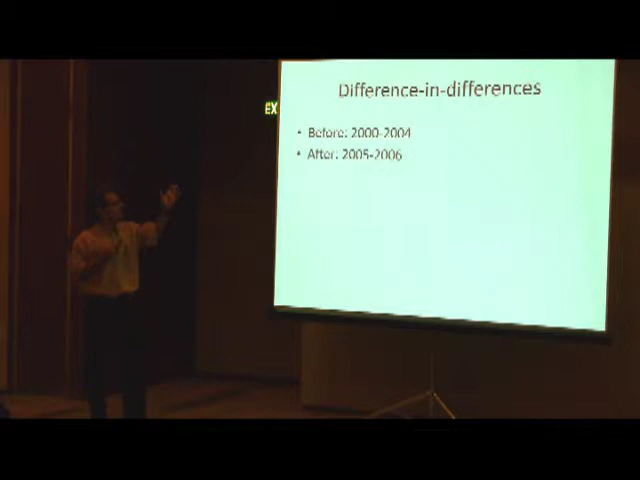 Difference-in-differences
EX
• Before: 2000-2004
• After: 2005-2006